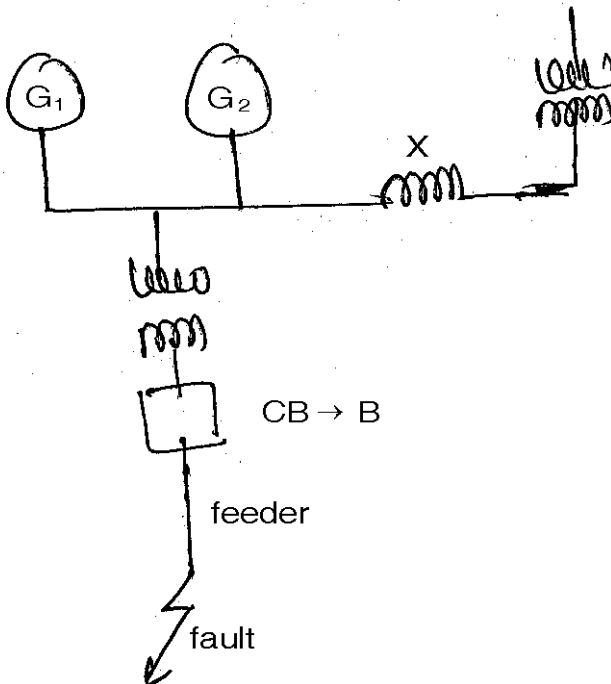 G₁
G₂
X
CB → B
feeder
fault